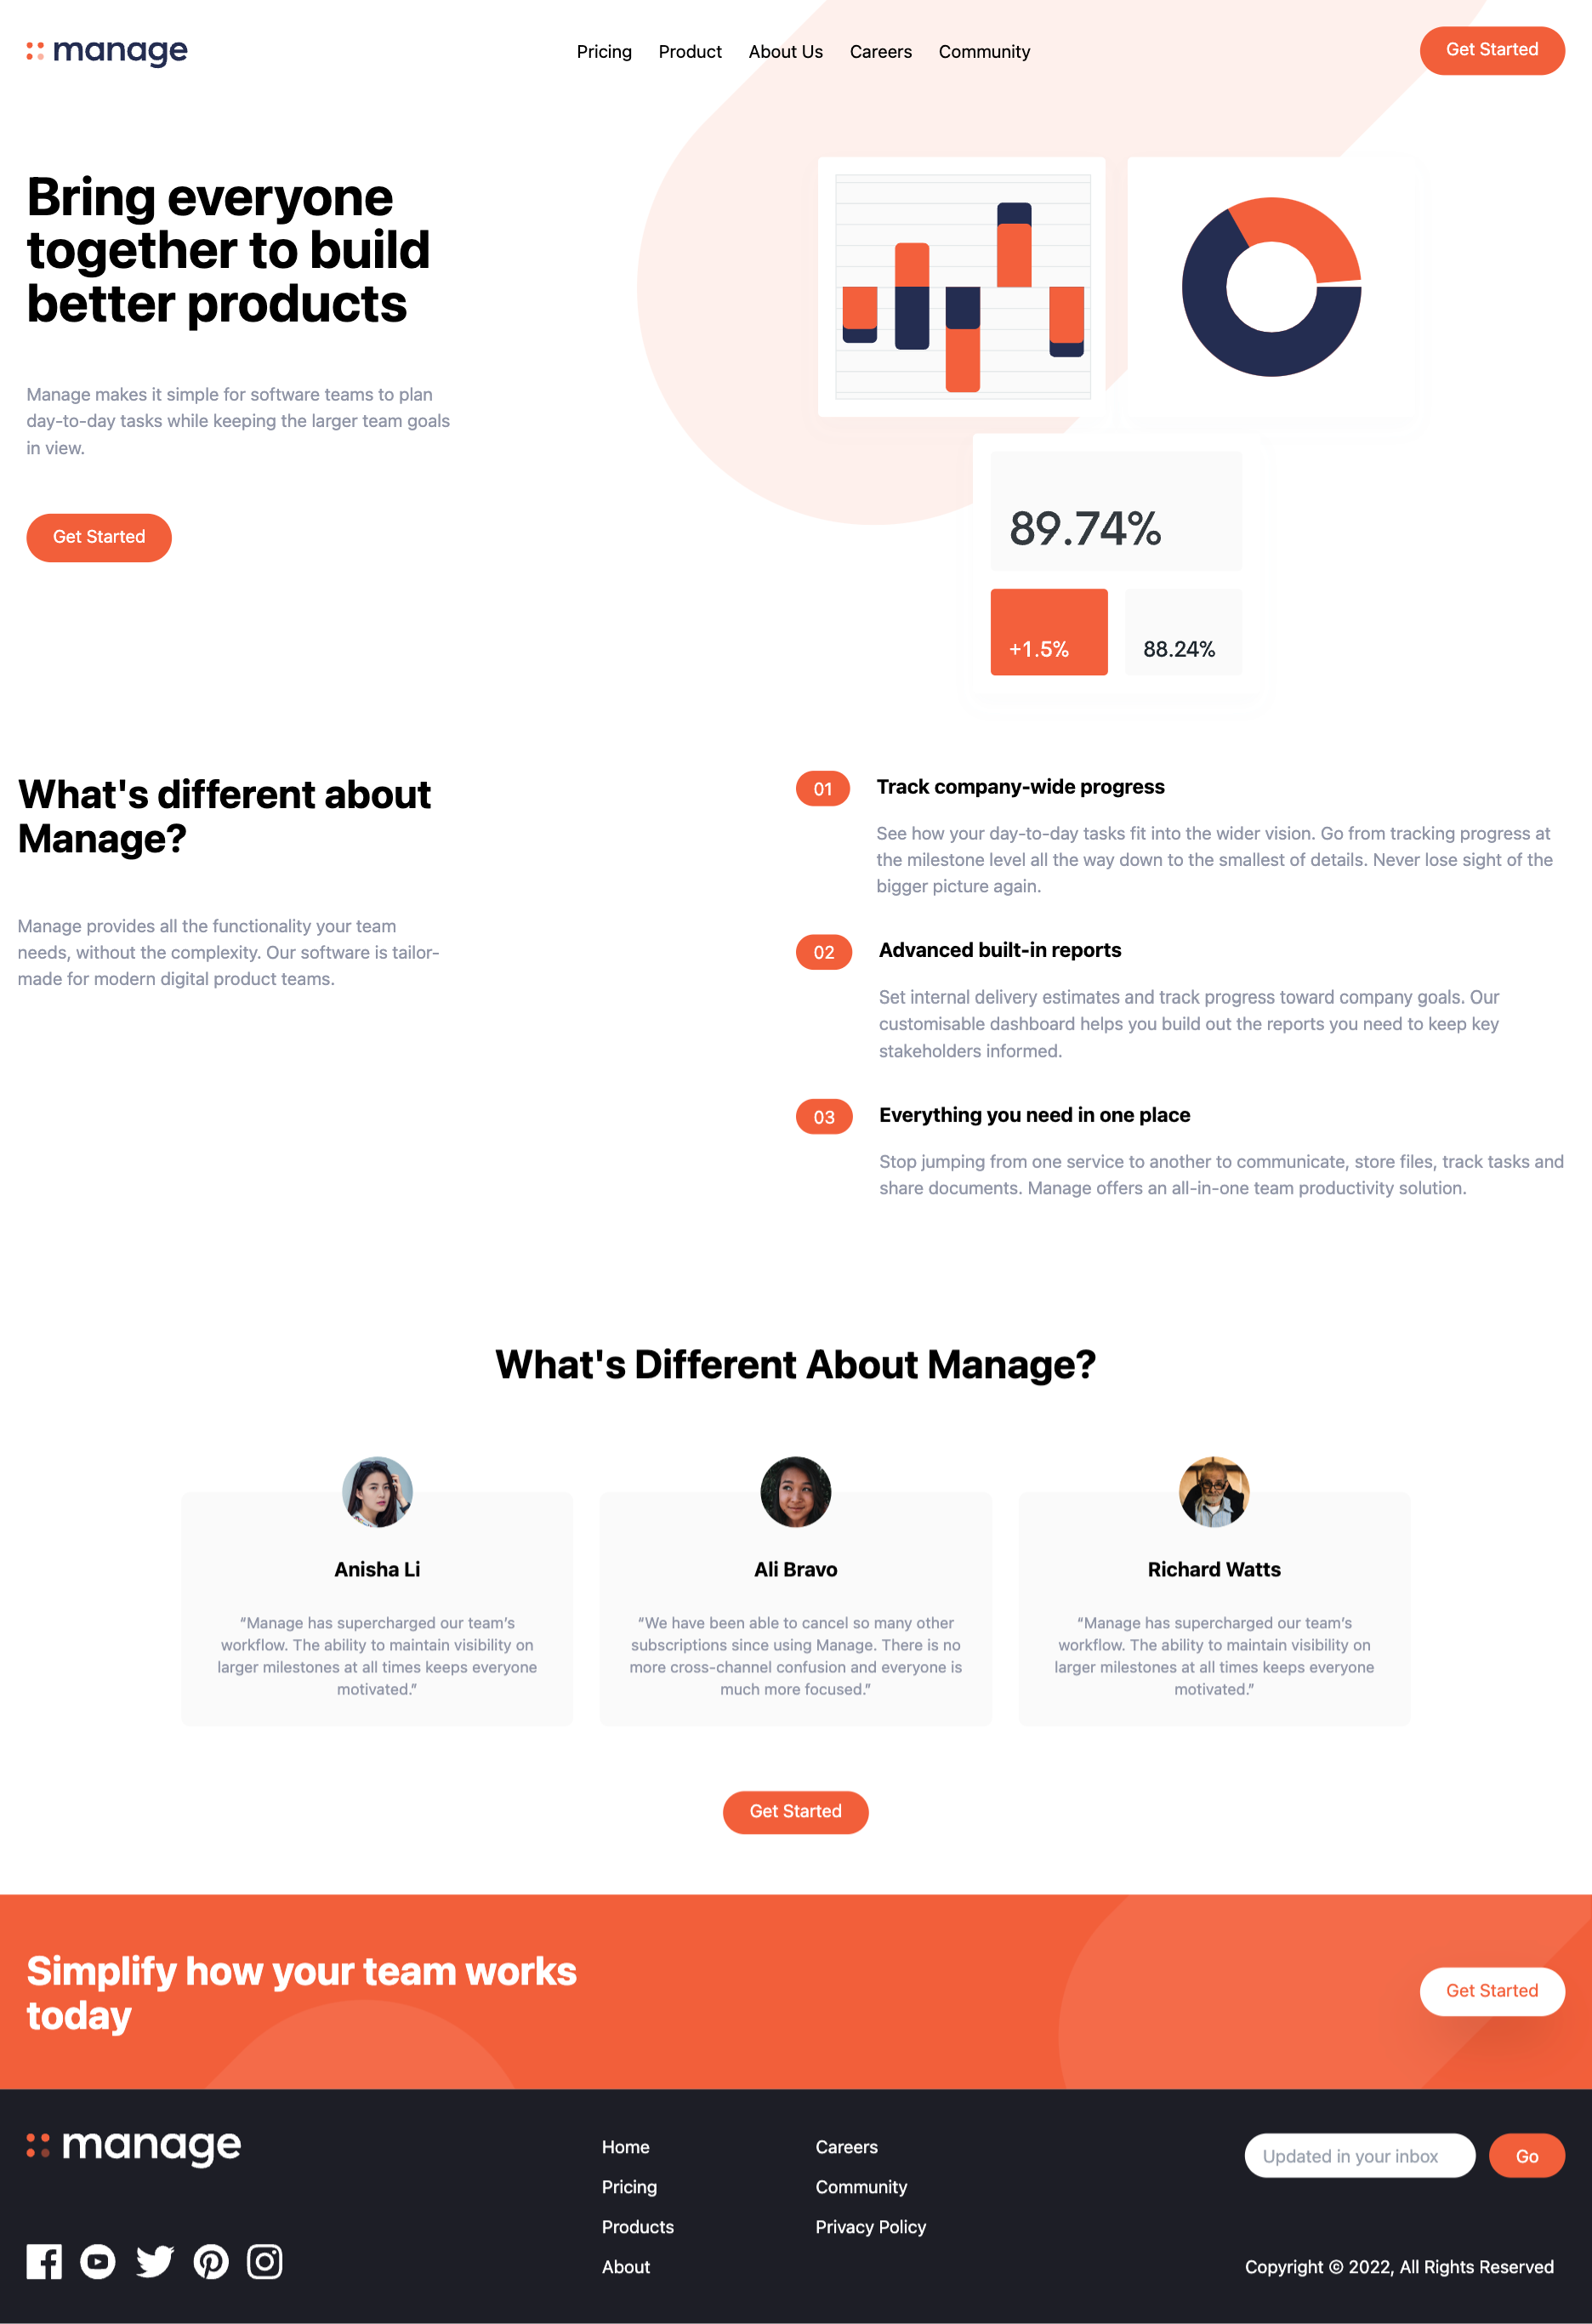 manage
Pricing Product About Us Careers Community
Get Started
Bring everyone
together to build
better products
Manage makes it simple for software teams to plan
day-to-day tasks while keeping the larger team goals
in view.
Get Started
89.74%
+1.5%
88.24%
What's different about
Manage?
Manage provides all the functionality your team
needs, without the complexity. Our software is tailor-
made for modern digital product teams.
01
Track company-wide progress
See how your day-to-day tasks fit into the wider vision. Go from tracking progress at
the milestone level all the way down to the smallest of details. Never lose sight of the
bigger picture again.
02
Advanced built-in reports
Set internal delivery estimates and track progress toward company goals. Our
customisable dashboard helps you build out the reports you need to keep key
stakeholders informed.
03
Everything you need in one place
Stop jumping from one service to another to communicate, store files, track tasks and
share documents. Manage offers an all-in-one team productivity solution.
What's Different About Manage?
Anisha Li
“Manage has supercharged our team’s
workflow. The ability to maintain visibility on
larger milestones at all times keeps everyone
motivated.”
Ali Bravo
“We have been able to cancel so many other
subscriptions since using Manage. There is no
more cross-channel confusion and everyone is
much more focused.”
Richard Watts
“Manage has supercharged our team’s
workflow. The ability to maintain visibility on
larger milestones at all times keeps everyone
motivated.”
Get Started
Simplify how your team works
today
Get Started
manage
Home
Pricing
Products
About
Careers
Community
Privacy Policy
Updated in your inbox
Go
Copyright © 2022, All Rights Reserved